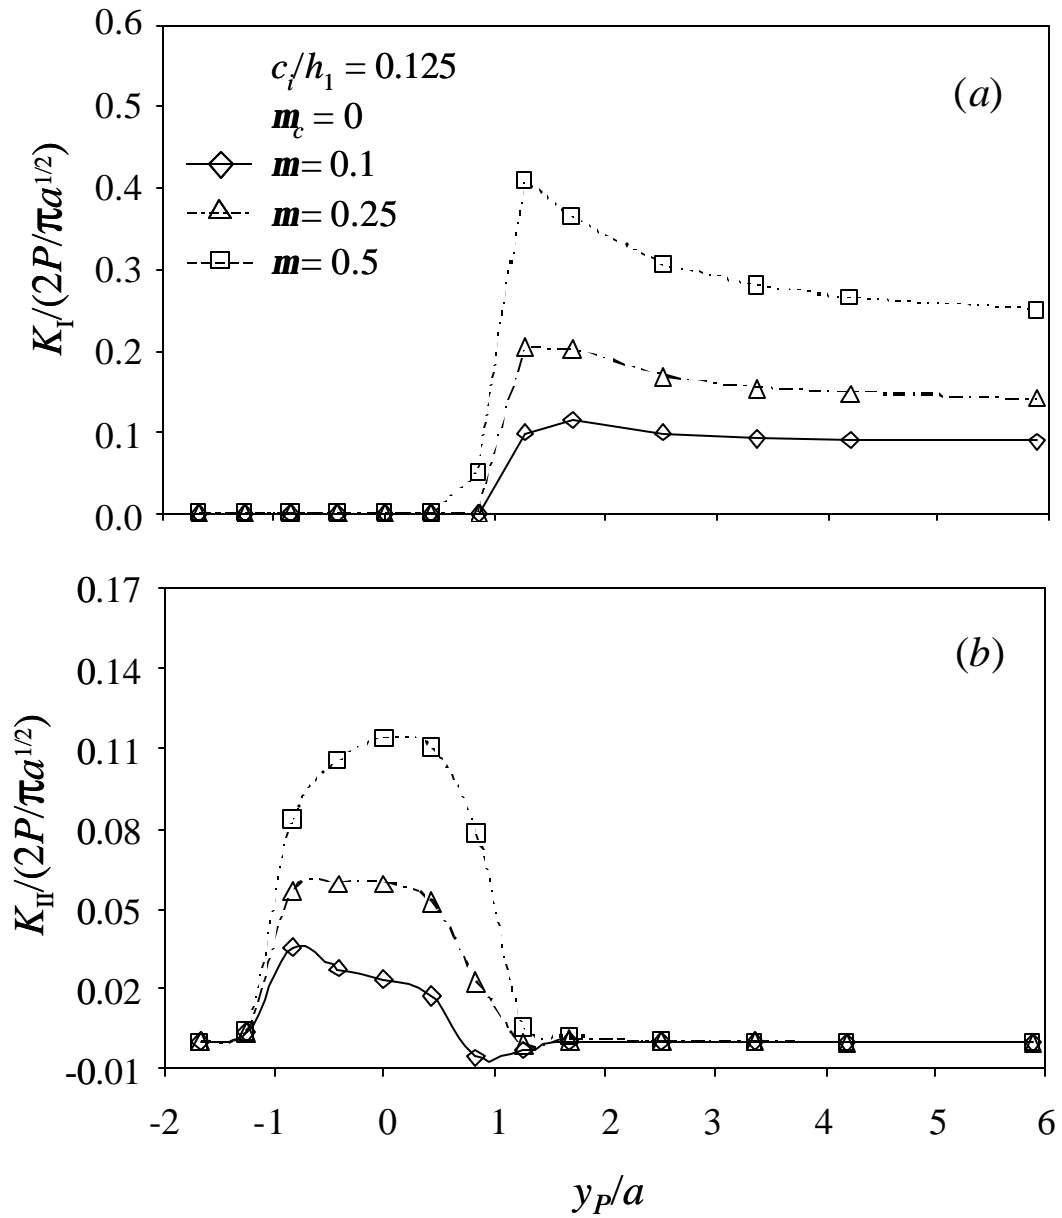 0.6
0.5
0.4
0.3
0.2
0.1
0.0
K_I/(2P/πa^{1/2})
c_i/h_1 = 0.125
m_c = 0
m = 0.1
m = 0.25
m = 0.5
(a)
0.17
0.14
0.11
0.08
0.05
0.02
-0.01
K_II/(2P/πa^{1/2})
(b)
-2 -1 0 1 2 3 4 5 6
y_P/a